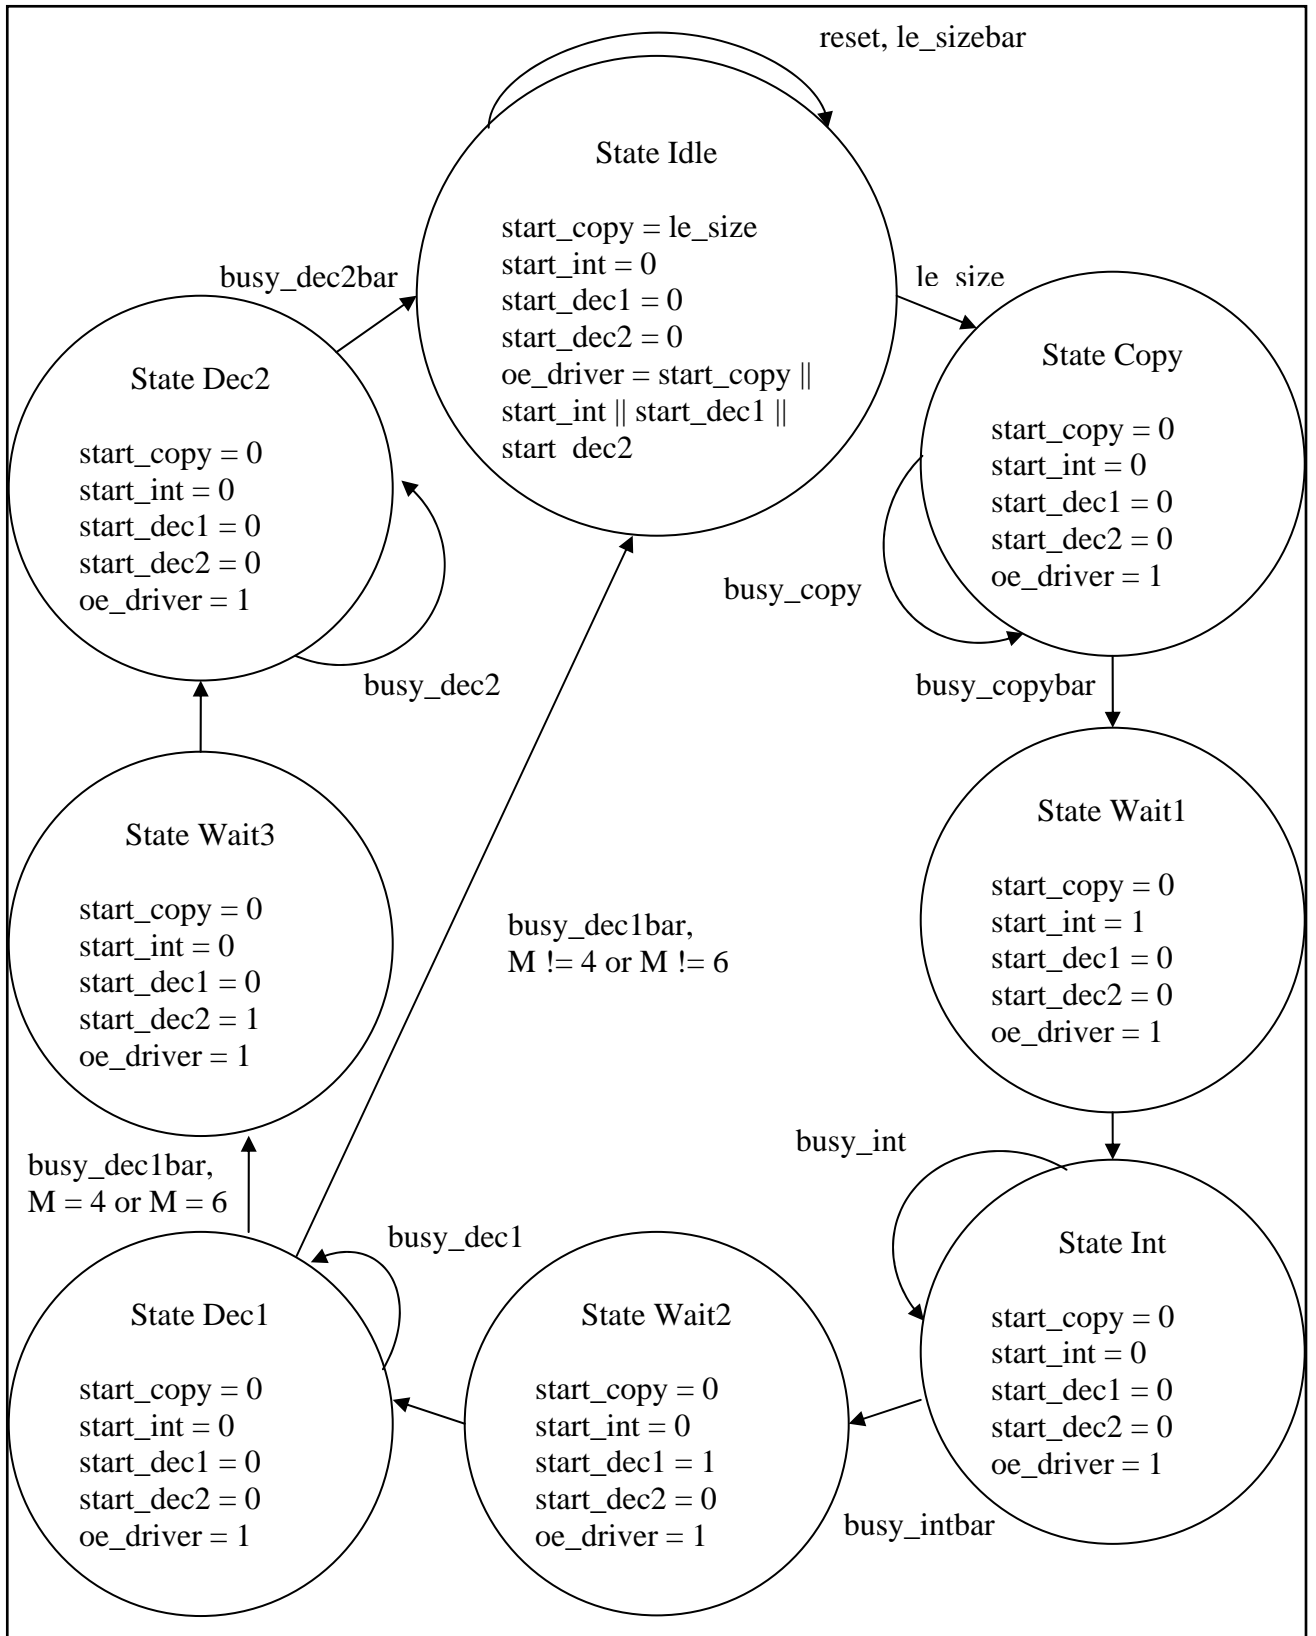 reset, le_sizebar
State Idle
start_copy = le_size
start_int = 0
start_dec1 = 0
start_dec2 = 0
oe_driver = start_copy ||
start_int || start_dec1 ||
start_dec2
busy_dec2bar
le_size
State Dec2
start_copy = 0
start_int = 0
start_dec1 = 0
start_dec2 = 0
oe_driver = 1
State Copy
start_copy = 0
start_int = 0
start_dec1 = 0
start_dec2 = 0
oe_driver = 1
busy_copy
busy_dec2
busy_copybar
State Wait3
start_copy = 0
start_int = 0
start_dec1 = 0
start_dec2 = 1
oe_driver = 1
State Wait1
start_copy = 0
start_int = 1
start_dec1 = 0
start_dec2 = 0
oe_driver = 1
busy_dec1bar,
M != 4 or M != 6
busy_dec1bar,
M = 4 or M = 6
busy_int
busy_dec1
State Dec1
start_copy = 0
start_int = 0
start_dec1 = 0
start_dec2 = 0
oe_driver = 1
State Wait2
start_copy = 0
start_int = 0
start_dec1 = 1
start_dec2 = 0
oe_driver = 1
State Int
start_copy = 0
start_int = 0
start_dec1 = 0
start_dec2 = 0
oe_driver = 1
busy_intbar